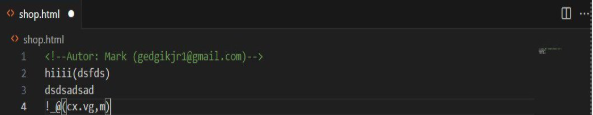 <> shop.html
<> shop.html
1 <!--Autor: Mark (gedgikjr1@gmail.com)-->
2 hiiii(dsfds)
3 dsdsadsad
4 !_@(cx.vg,m)